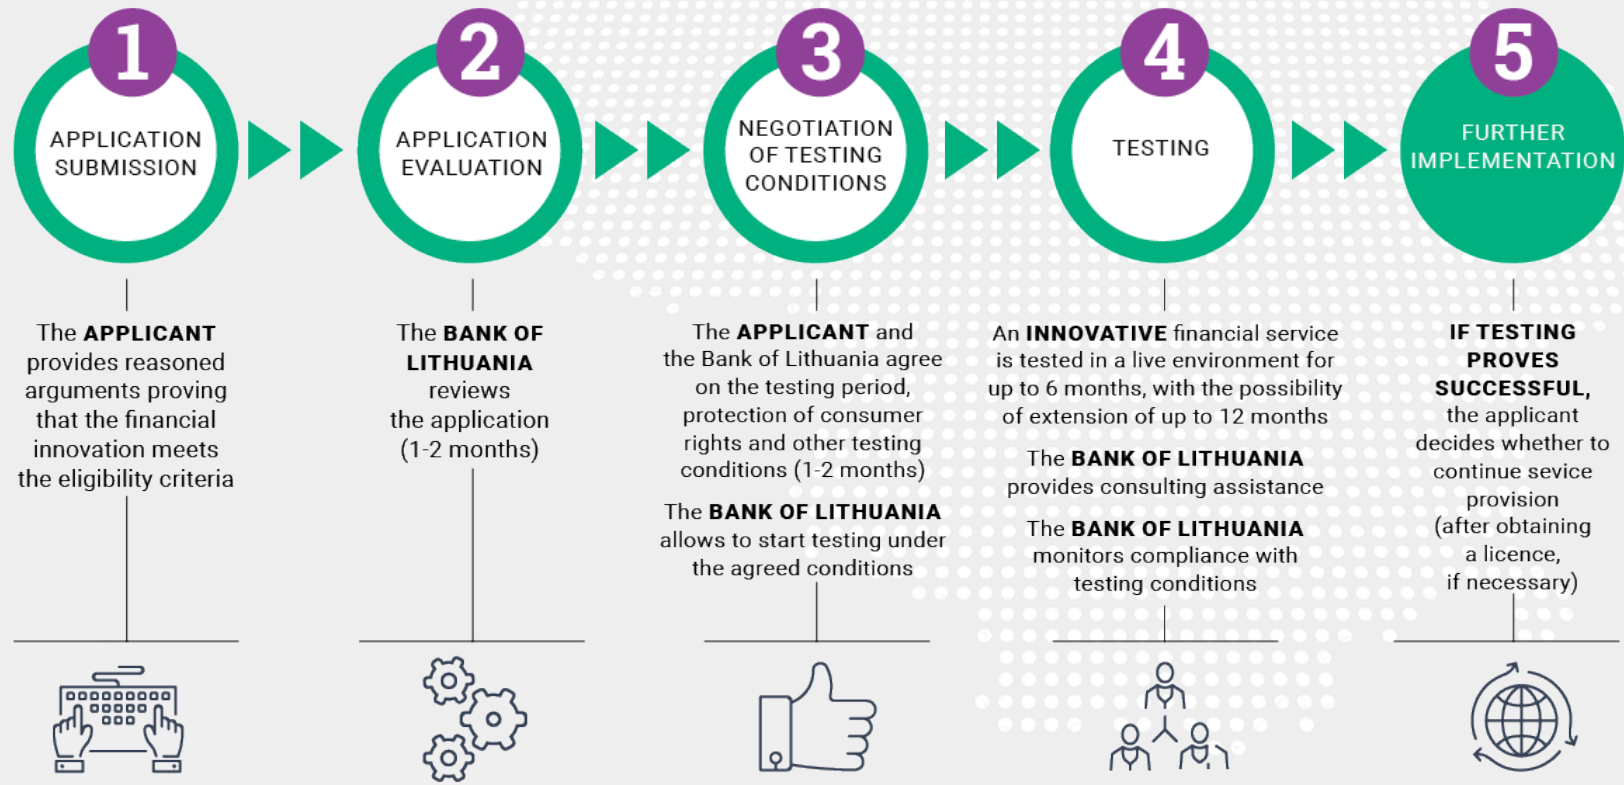 1
APPLICATION
SUBMISSION
The APPLICANT
provides reasoned
arguments proving
that the financial
innovation meets
the eligibility criteria
2
APPLICATION
EVALUATION
The BANK OF
LITHUANIA
reviews
the application
(1-2 months)
3
NEGOTIATION
OF TESTING
CONDITIONS
The APPLICANT and
the Bank of Lithuania agree
on the testing period,
protection of consumer
rights and other testing
conditions (1-2 months)
The BANK OF LITHUANIA
allows to start testing under
the agreed conditions
4
TESTING
An INNOVATIVE financial service
is tested in a live environment for
up to 6 months, with the possibility
of extension of up to 12 months
The BANK OF LITHUANIA
provides consulting assistance
The BANK OF LITHUANIA
monitors compliance with
testing conditions
5
FURTHER
IMPLEMENTATION
IF TESTING
PROVES
SUCCESSFUL,
the applicant
decides whether to
continue sevice
provision
(after obtaining
a licence,
if necessary)